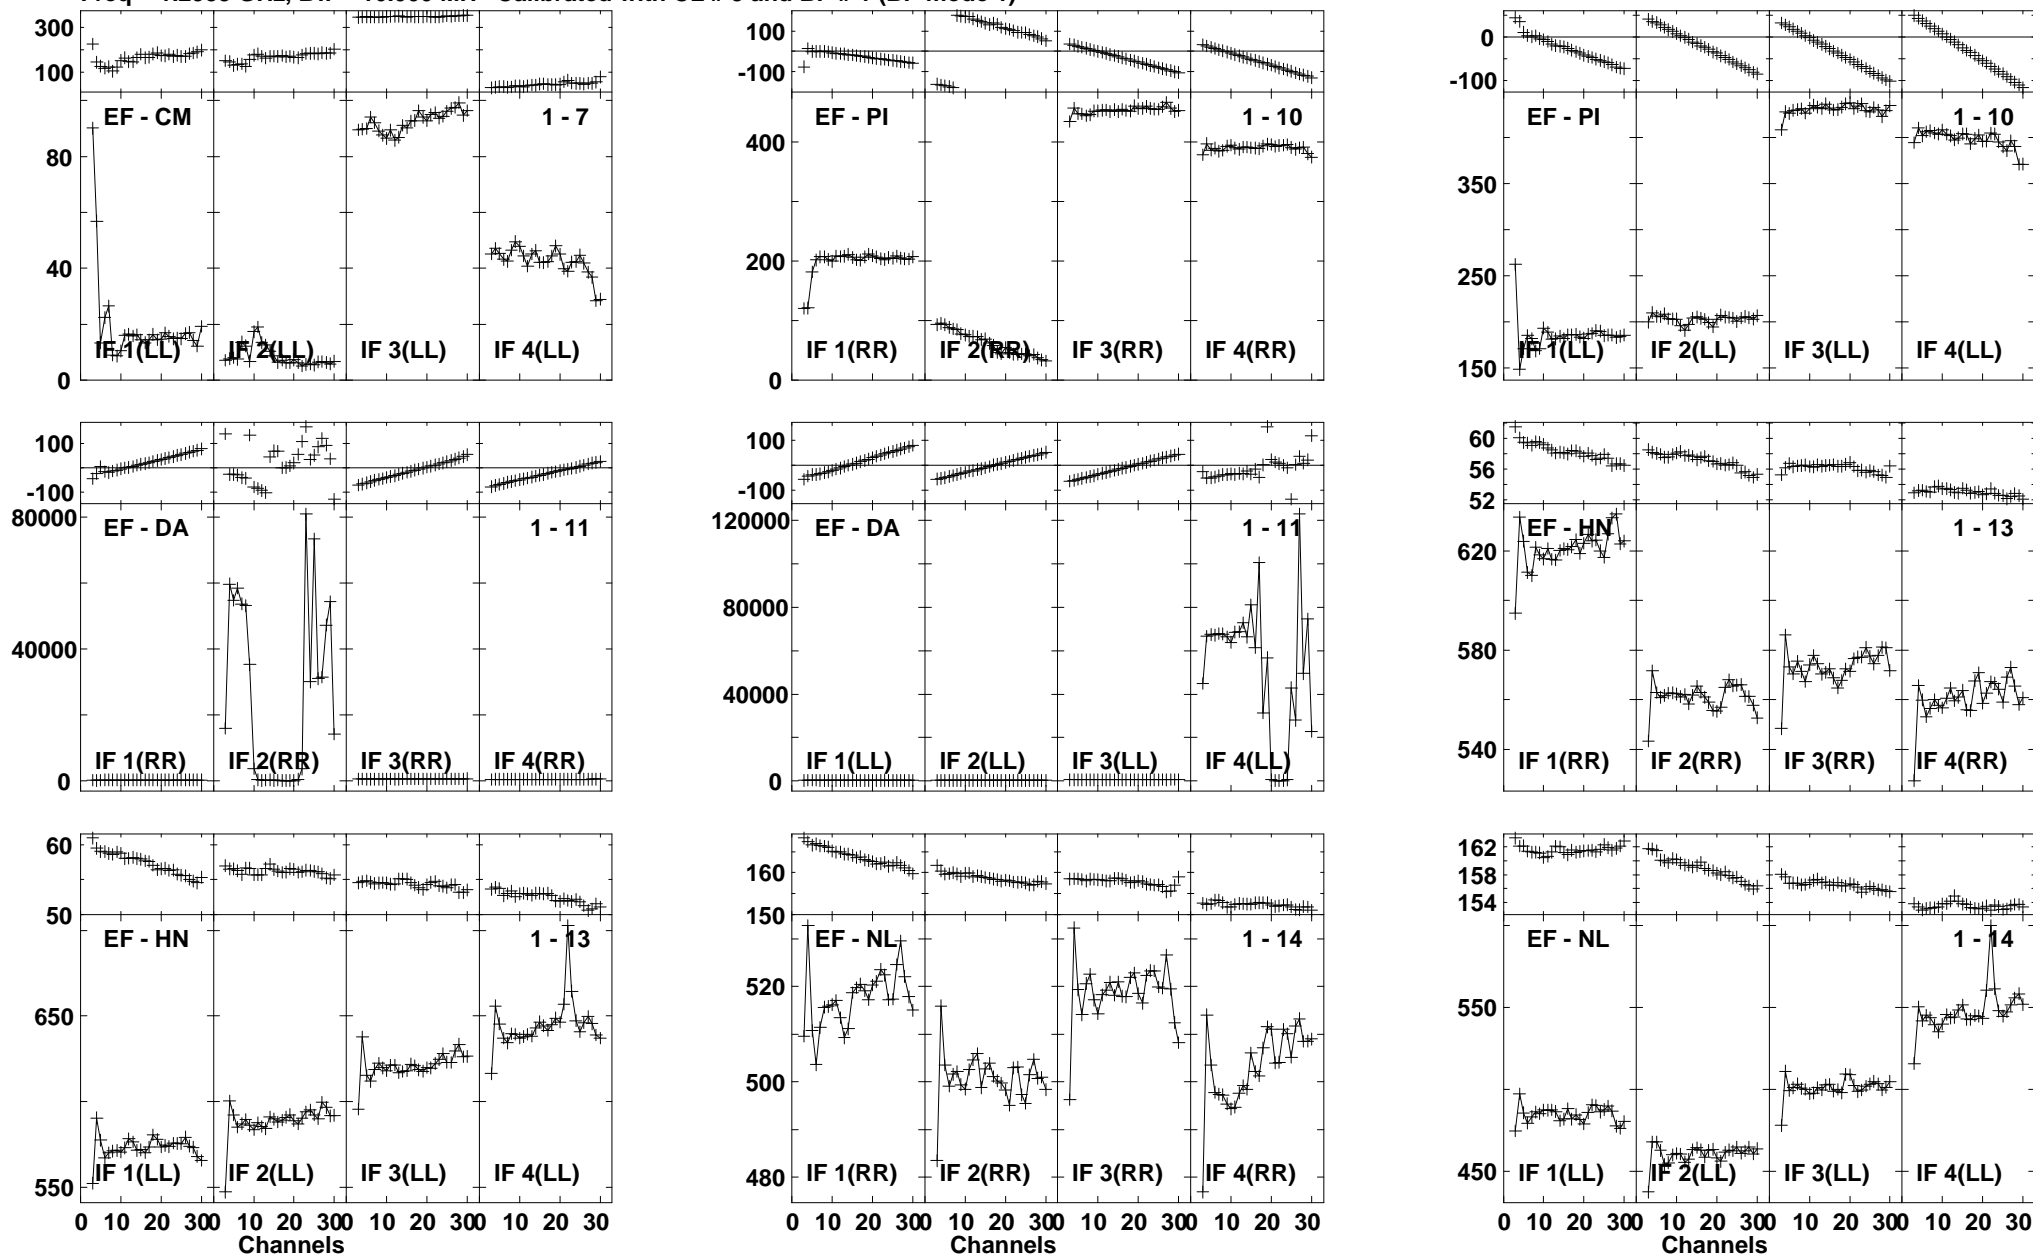 300
100
EF - CM
1 - 7
80
40
0
IF 1(LL)
IF 2(LL)
IF 3(LL)
IF 4(LL)
100
-100
EF - PI
1 - 10
400
200
0
IF 1(RR)
IF 2(RR)
IF 3(RR)
IF 4(RR)
0
-100
EF - PI
1 - 10
350
250
150
IF 1(LL)
IF 2(LL)
IF 3(LL)
IF 4(LL)
100
-100
EF - DA
1 - 11
80000
40000
0
IF 1(RR)
IF 2(RR)
IF 3(RR)
IF 4(RR)
100
-100
EF - DA
1 - 11
120000
80000
40000
0
IF 1(LL)
IF 2(LL)
IF 3(LL)
IF 4(LL)
60
56
52
EF - HN
1 - 13
620
580
540
IF 1(RR)
IF 2(RR)
IF 3(RR)
IF 4(RR)
60
50
EF - HN
1 - 13
650
550
IF 1(LL)
IF 2(LL)
IF 3(LL)
IF 4(LL)
0 10 20 30 0 10 20 30 0 10 20 30 0 10 20 30
Channels
160
150
EF - NL
1 - 14
520
500
480
IF 1(RR)
IF 2(RR)
IF 3(RR)
IF 4(RR)
0 10 20 30 0 10 20 30 0 10 20 30 0 10 20 30
Channels
162
158
154
EF - NL
1 - 14
550
450
IF 1(LL)
IF 2(LL)
IF 3(LL)
IF 4(LL)
0 10 20 30 0 10 20 30 0 10 20 30 0 10 20 30
Channels